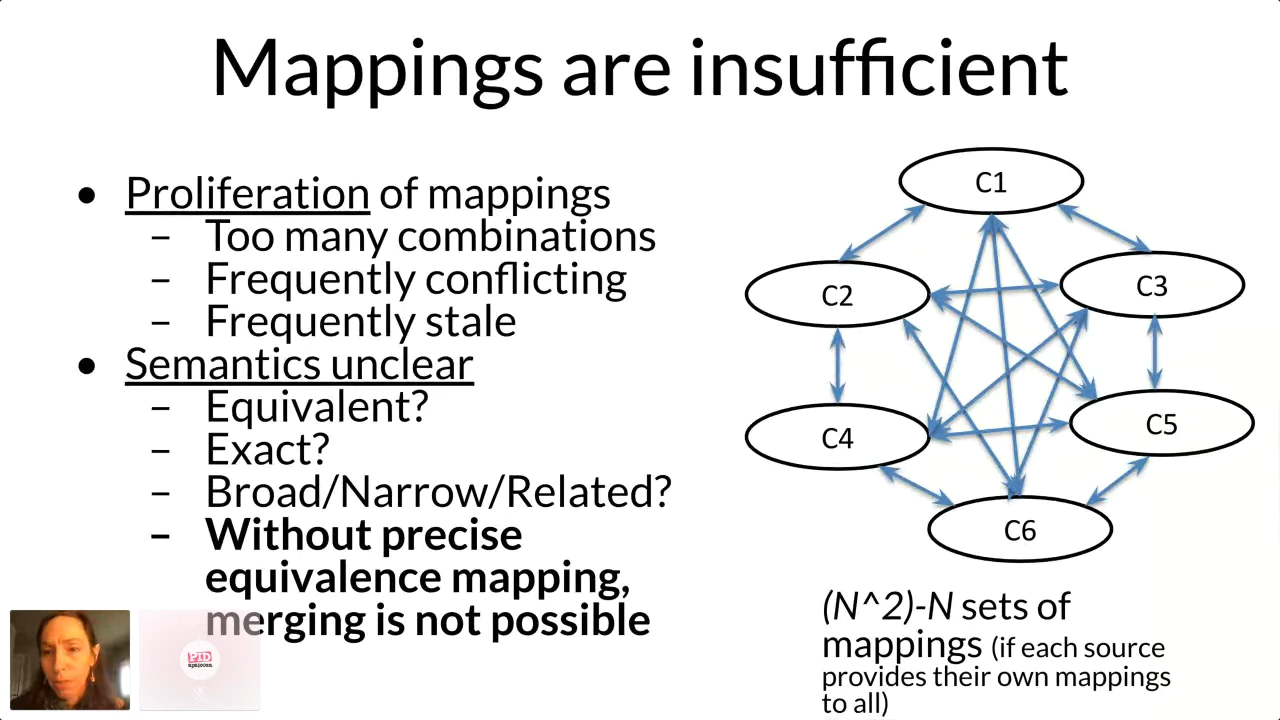 Mappings are insufficient
• Proliferation of mappings
– Too many combinations
– Frequently conflicting
– Frequently stale
• Semantics unclear
– Equivalent?
– Exact?
– Broad/Narrow/Related?
– Without precise
equivalence mapping,
merging is not possible
C1
C2
C3
C4
C5
C6
(N^2)-N sets of
mappings (if each source
provides their own mappings
to all)
PID
apalooza